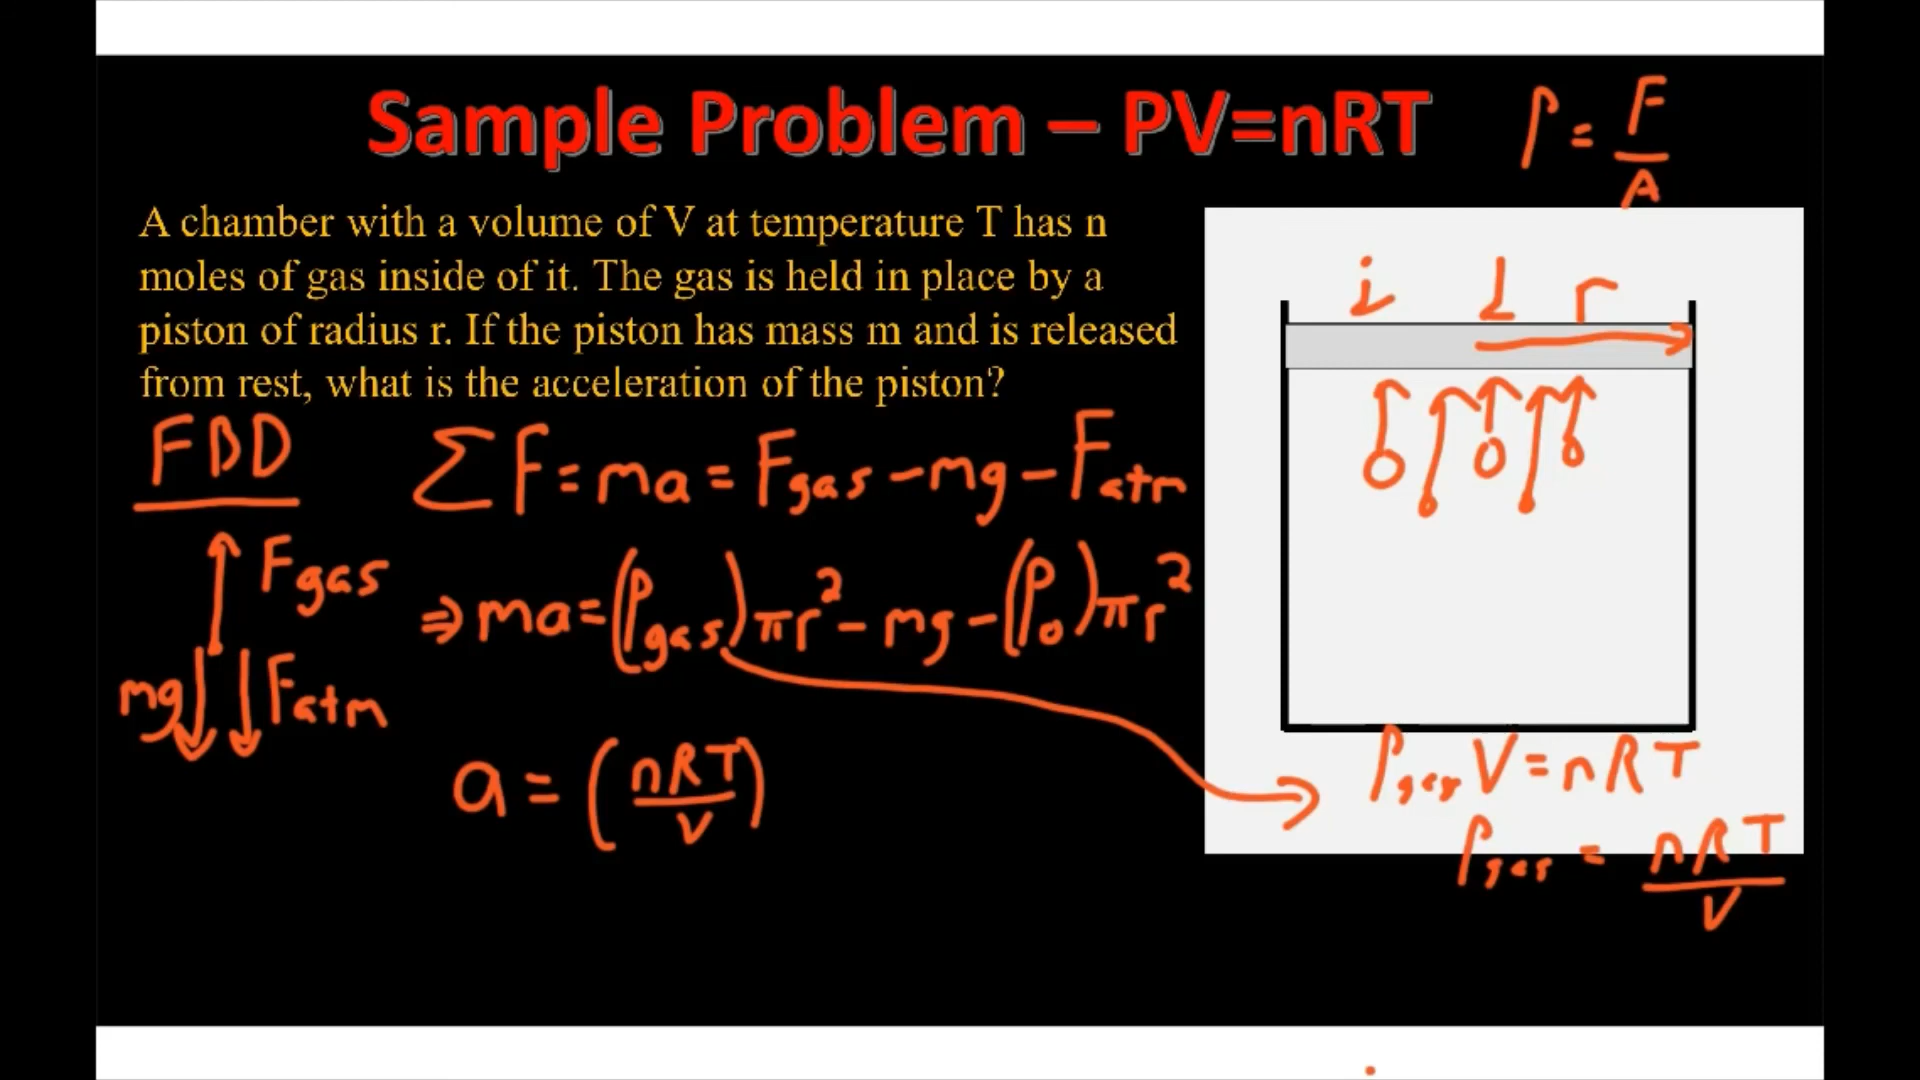 Sample Problem – PV=nRT
P = F/A
A chamber with a volume of V at temperature T has n
moles of gas inside of it. The gas is held in place by a
piston of radius r. If the piston has mass m and is released
from rest, what is the acceleration of the piston?
FBD
Fgas
mg
Fatm
ΣF = ma = Fgas - mg - Fatm
⇒ ma = (Pgas)πr² - mg - (P₀)πr²
a = (nRT/V)
r
Pgas V = nRT
Pgas = nRT/V